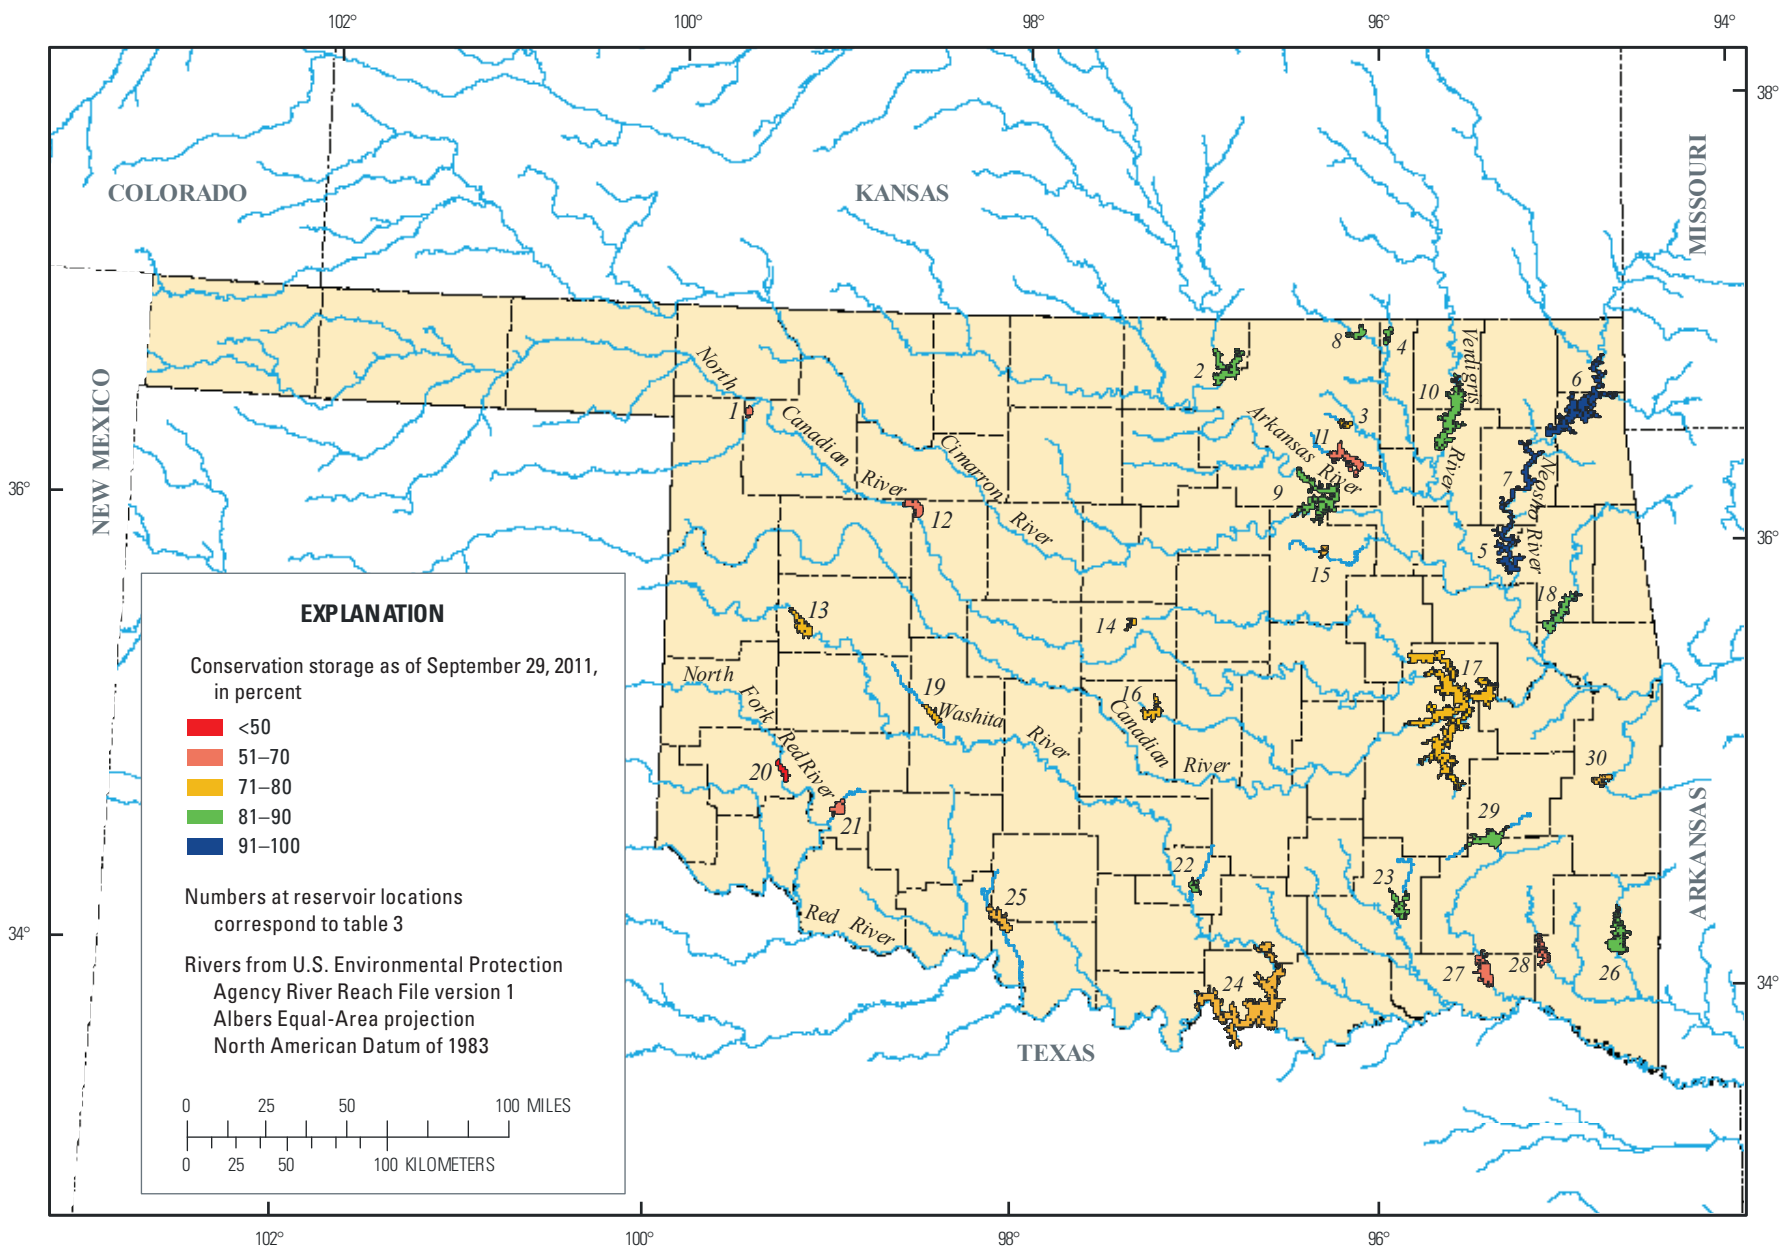 102°
100°
98°
96°
94°
38°
COLORADO
KANSAS
MISSOURI
NEW MEXICO
ARKANSAS
TEXAS
36°
36°
34°
34°
North
Canadian
River
Cimarron
River
Arkansas
River
Verdigris
River
Neosho River
North
Fork
Red River
Washita
River
Canadian
River
Red River
1
2
3
4
5
6
7
8
9
10
11
12
13
14
15
16
17
18
19
20
21
22
23
24
25
26
27
28
29
30
EXPLANATION
Conservation storage as of September 29, 2011,
in percent
<50
51–70
71–80
81–90
91–100
Numbers at reservoir locations
correspond to table 3
Rivers from U.S. Environmental Protection
Agency River Reach File version 1
Albers Equal-Area projection
North American Datum of 1983
0 25 50 100 MILES
0 25 50 100 KILOMETERS
102°
100°
98°
96°